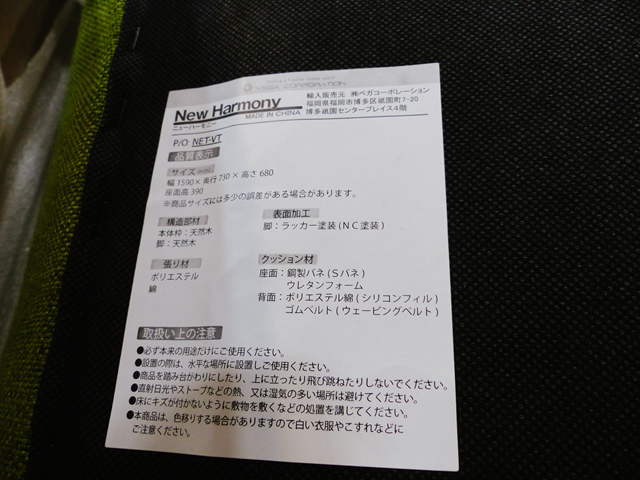 VEGA CORPORATION
New Harmony
ニューハーモニー
MADE IN CHINA
輸入販売元 ㈱ベガコーポレーション
福岡県福岡市博多区祇園町7-20
博多祇園センタープレイス4階
P/O NET-VT
品質表示
サイズmm
幅1590×奥行730×高さ680
座面高390
※商品サイズには多少の誤差がある場合があります。
構造部材
本体枠:天然木
脚:天然木
表面加工
脚:ラッカー塗装(NC塗装)
張り材
ポリエステル
綿
クッション材
座面:鋼製バネ(Sバネ)
ウレタンフォーム
背面:ポリエステル綿(シリコンフィル)
ゴムベルト(ウェービングベルト)
取扱い上の注意
●必ず本来の用途だけにご使用ください。
●設置の際は、水平な場所に設置しご使用ください。
●商品を踏み台がわりにしたり、上に立ったり飛び跳ねたりしないでください。
●直射日光やストーブなどの熱、又は湿気の多い場所は避けてください。
●床にキズが付かないように敷物を敷くなどの処置を講じてください。
●本商品は、色移りする場合がありますので白い衣服やこすれなどに
ご注意ください。